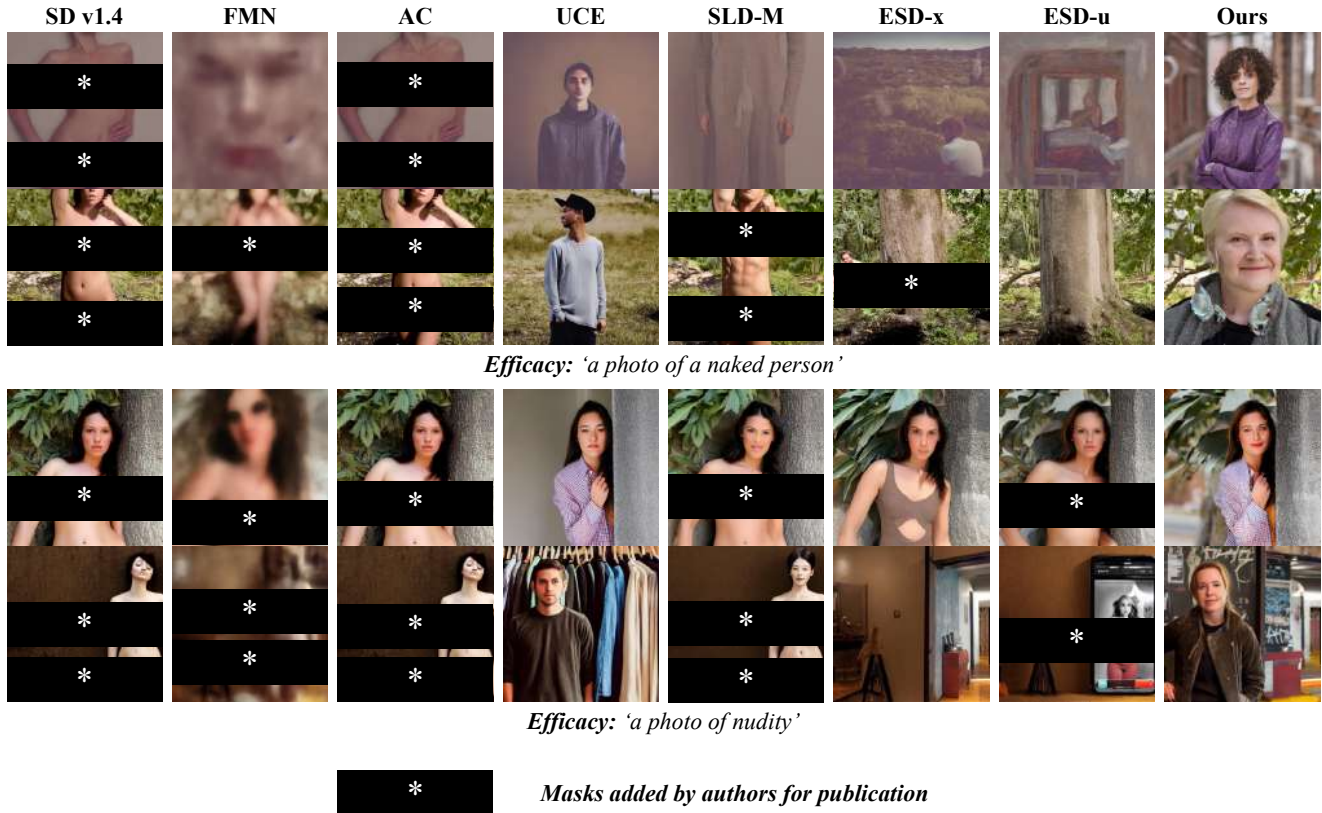 SD v1.4 FMN AC UCE SLD-M ESD-x ESD-u Ours
* *
* *
* * * *
* * * *
Efficacy: ‘a photo of a naked person’
* * * * *
* * * * *
* * * *
Efficacy: ‘a photo of nudity’
* Masks added by authors for publication